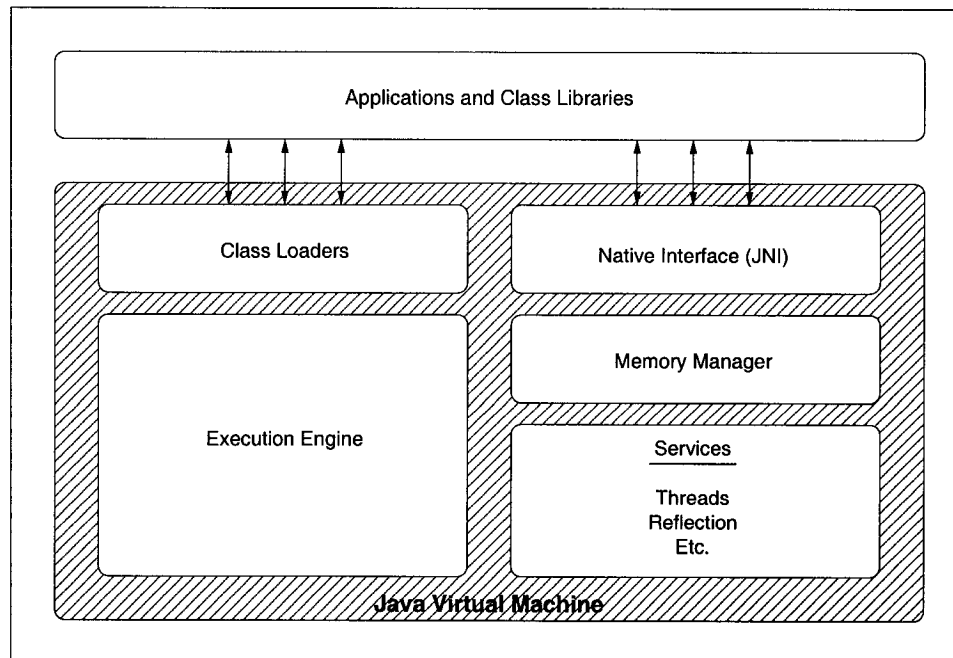 Applications and Class Libraries
Class Loaders
Native Interface (JNI)
Execution Engine
Memory Manager
Services
Threads
Reflection
Etc.
Java Virtual Machine